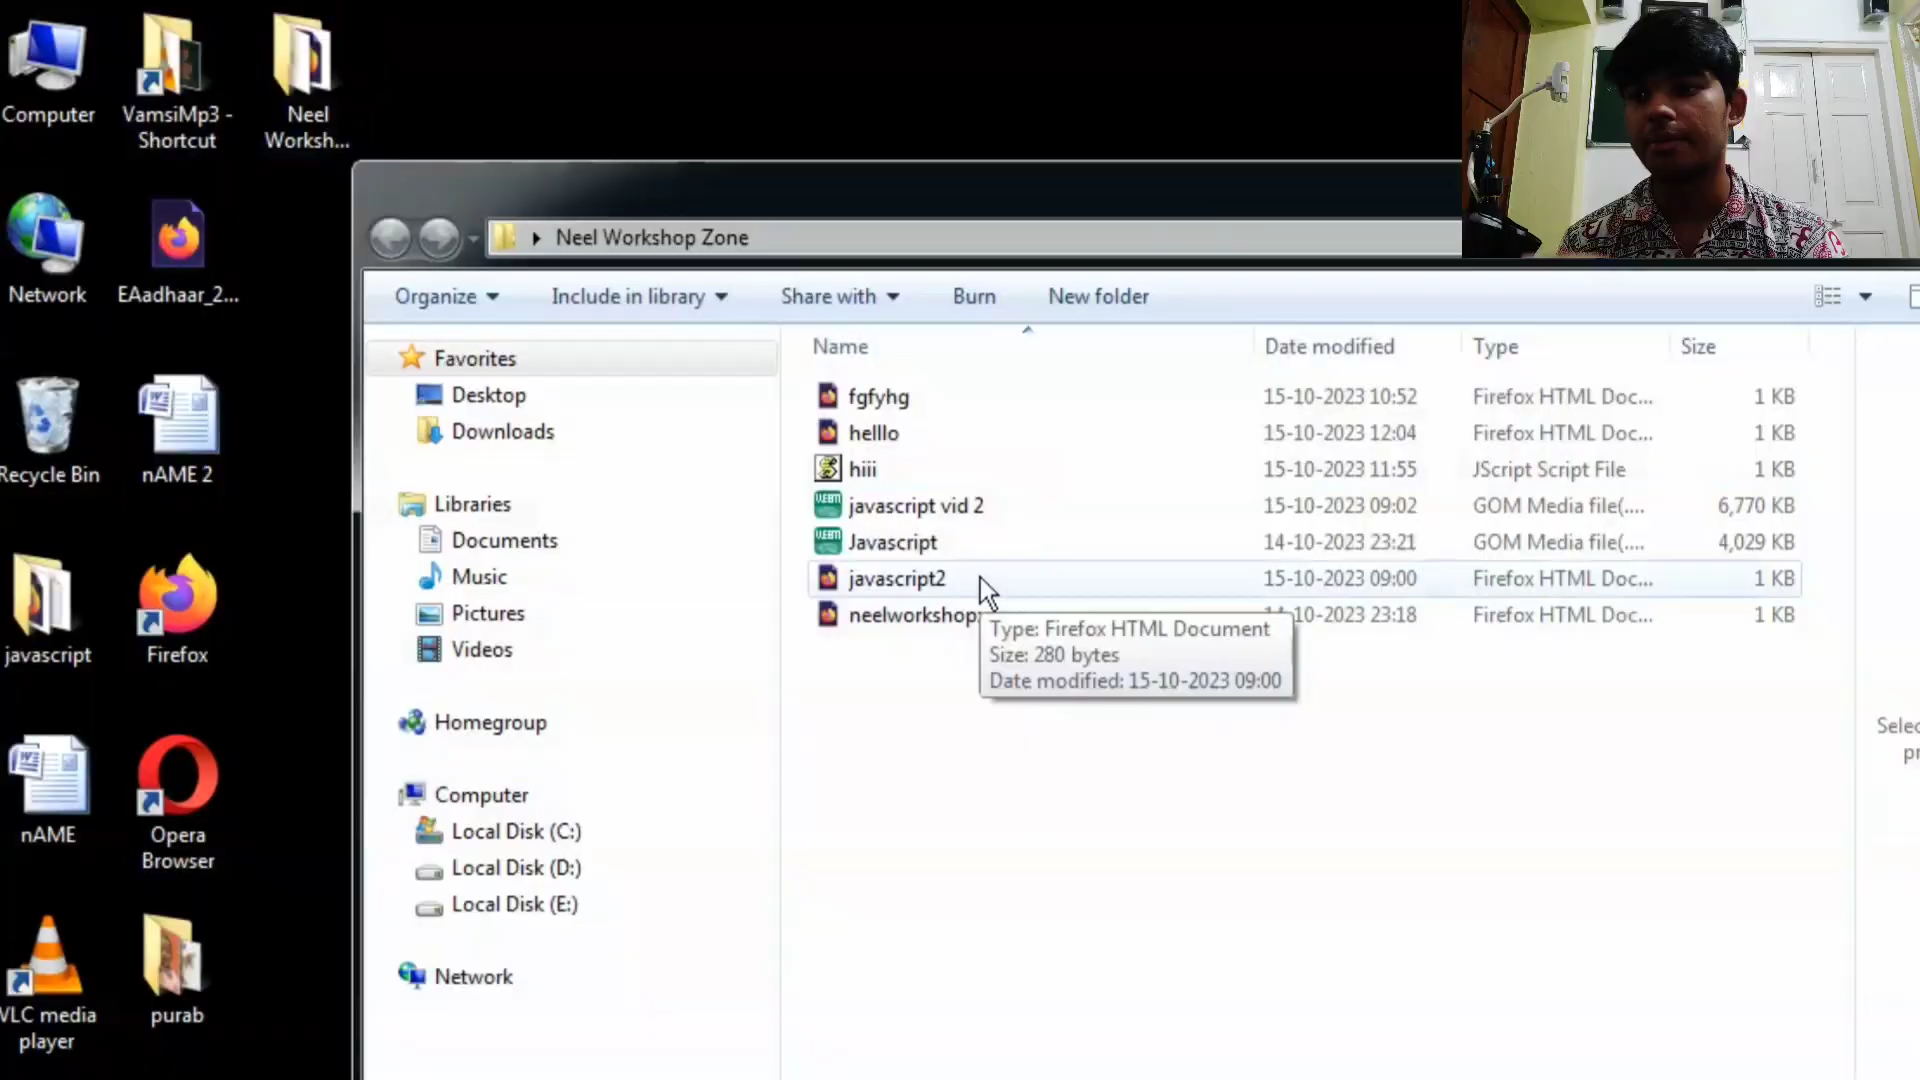 Computer
VamsiMp3 -
Shortcut
Neel
Worksh...
Network
EAadhaar_2...
Recycle Bin
nAME 2
javascript
Firefox
nAME
Opera
Browser
VLC media
player
purab
Neel Workshop Zone
Organize
Include in library
Share with
Burn
New folder
Favorites
Desktop
Downloads
Libraries
Documents
Music
Pictures
Videos
Homegroup
Computer
Local Disk (C:)
Local Disk (D:)
Local Disk (E:)
Network
Name Date modified Type Size
fgfyhg 15-10-2023 10:52 Firefox HTML Doc... 1 KB
helllo 15-10-2023 12:04 Firefox HTML Doc... 1 KB
hiii 15-10-2023 11:55 JScript Script File 1 KB
javascript vid 2 15-10-2023 09:02 GOM Media file(.... 6,770 KB
Javascript 14-10-2023 23:21 GOM Media file(.... 4,029 KB
javascript2 15-10-2023 09:00 Firefox HTML Doc... 1 KB
neelworkshop 14-10-2023 23:18 Firefox HTML Doc... 1 KB
Type: Firefox HTML Document
Size: 280 bytes
Date modified: 15-10-2023 09:00